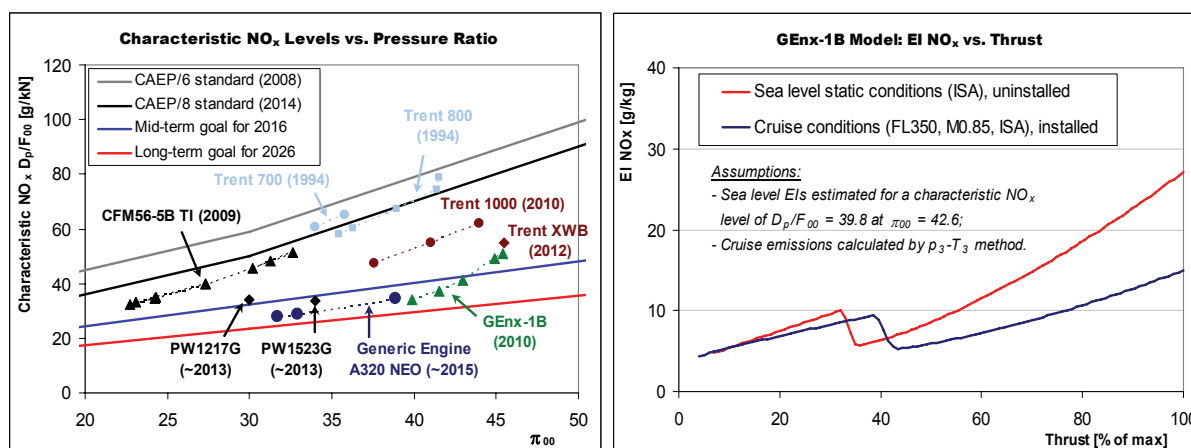 Characteristic NOx Levels vs. Pressure Ratio
Characteristic NOx Dp/F00 [g/kN]
120
100
80
60
40
20
0
CAEP/6 standard (2008)
CAEP/8 standard (2014)
Mid-term goal for 2016
Long-term goal for 2026
Trent 800
(1994)
Trent 700 (1994)
CFM56-5B TI (2009)
Trent 1000 (2010)
Trent XWB
(2012)
PW1217G
(~2013)
PW1523G
(~2013)
Generic Engine
A320 NEO (~2015)
GEnx-1B
(2010)
20
25
30
35
40
45
50
π00
GEnx-1B Model: EI NOx vs. Thrust
EI NOx [g/kg]
40
30
20
10
0
Sea level static conditions (ISA), uninstalled
Cruise conditions (FL350, M0.85, ISA), installed
Assumptions:
- Sea level EIs estimated for a characteristic NOx
level of Dp/F00 = 39.8 at π00 = 42.6;
- Cruise emissions calculated by p3-T3 method.
0
20
40
60
80
100
Thrust [% of max]